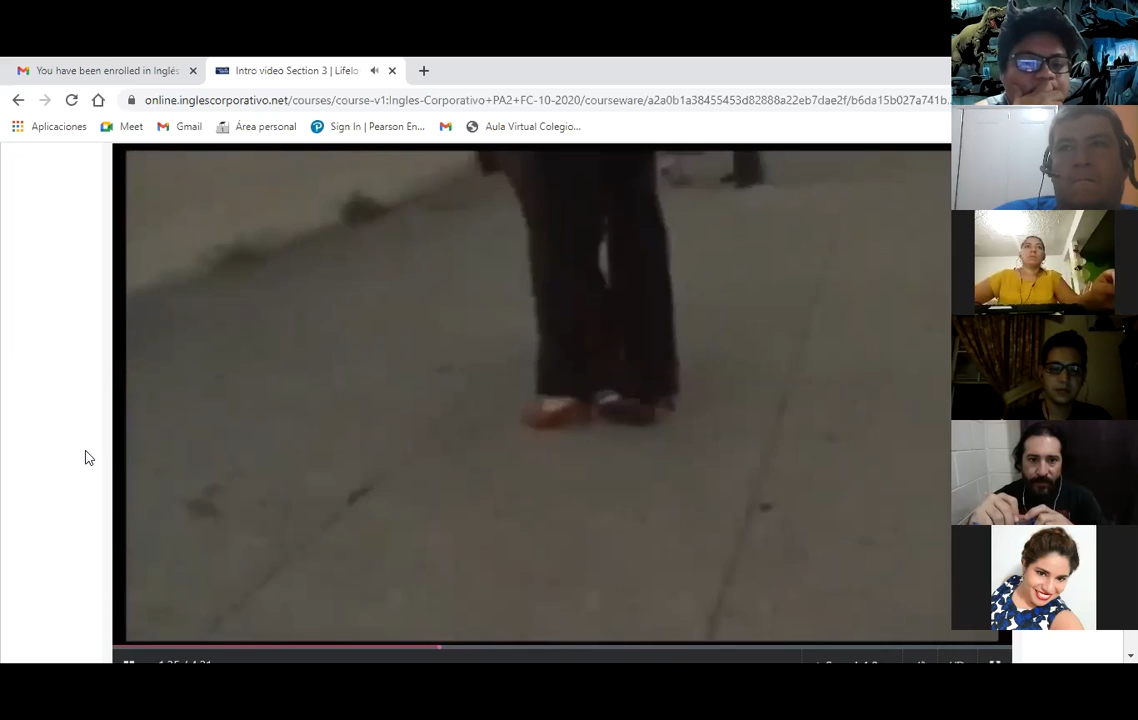 You have been enrolled in Inglés
Intro video Section 3 | Lifelo
online.inglescorporativo.net/courses/course-v1:Ingles-Corporativo+PA2+FC-10-2020/courseware/a2a0b1a38455453d82888a22eb7dae2f/b6da15b027a741b...
Aplicaciones Meet Gmail Área personal Sign In | Pearson En... Aula Virtual Colegio...